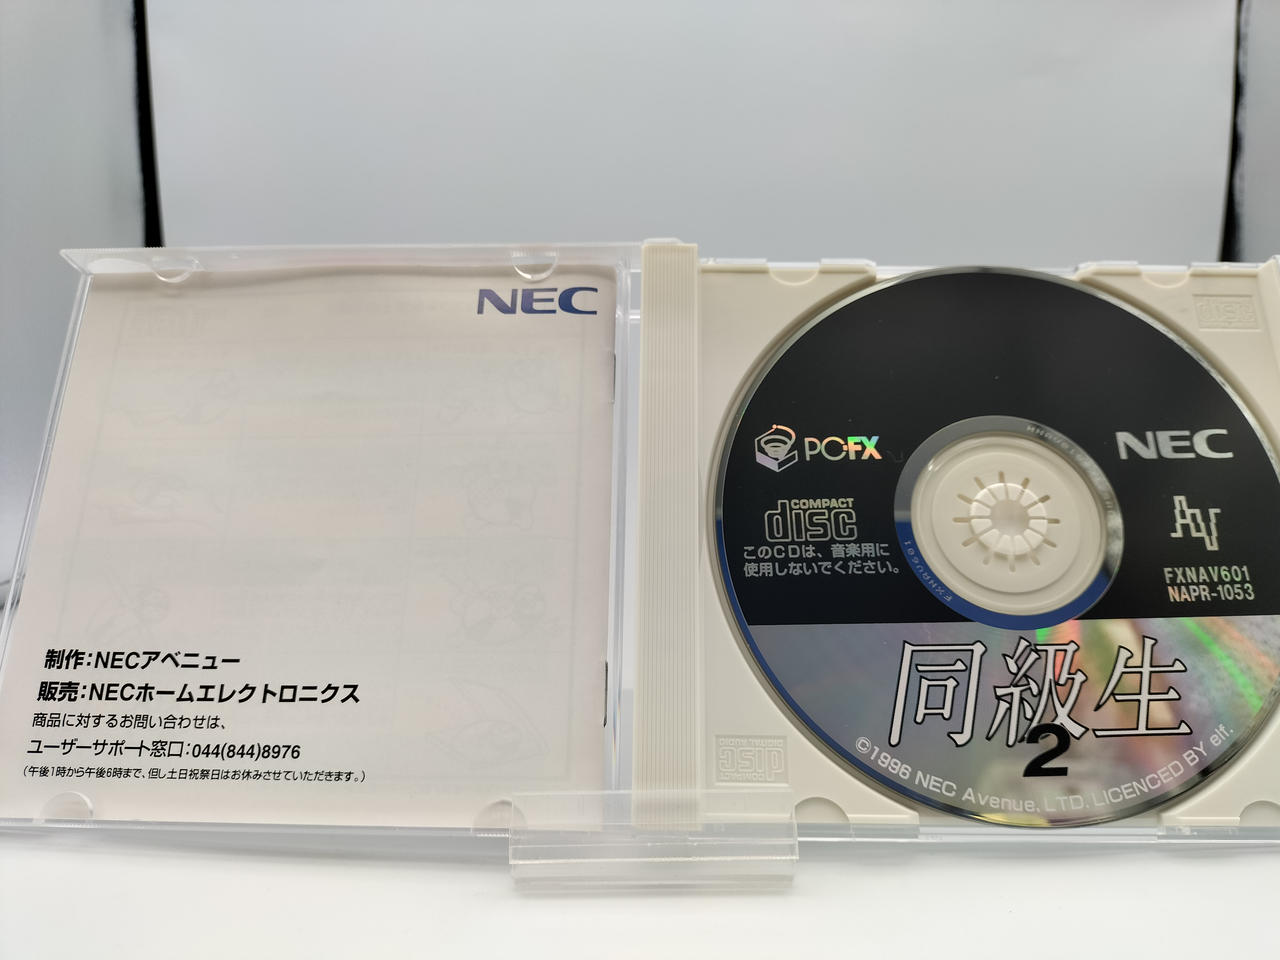 NEC
制作:NECアベニュー
販売:NECホームエレクトロニクス
商品に対するお問い合わせは、
ユーザーサポート窓口:044(844)8976
(午後1時から午後6時まで、但し土日祝祭日はお休みさせていただきます。)
PC-FX
NEC
COMPACT
disc
このCDは、音楽用に
使用しないでください。
FXNAV601
NAPR-1053
同級生
2
©1996 NEC Avenue, LTD. LICENCED BY elf.
FXNAV601
COMPACT
disc
DIGITAL AUDIO